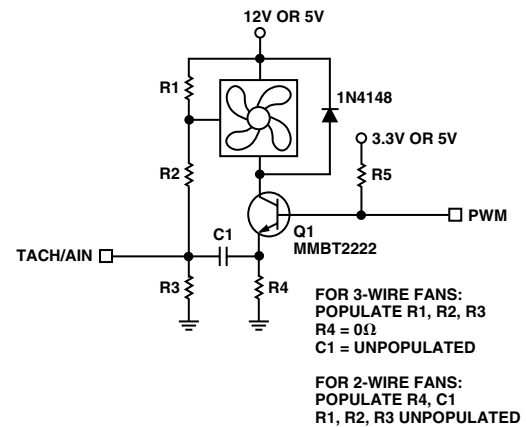 12V OR 5V
R1
1N4148
3.3V OR 5V
R2
R5
PWM
Q1
MMBT2222
C1
TACH/AIN
R3
R4
FOR 3-WIRE FANS:
POPULATE R1, R2, R3
R4 = 0Ω
C1 = UNPOPULATED
FOR 2-WIRE FANS:
POPULATE R4, C1
R1, R2, R3 UNPOPULATED